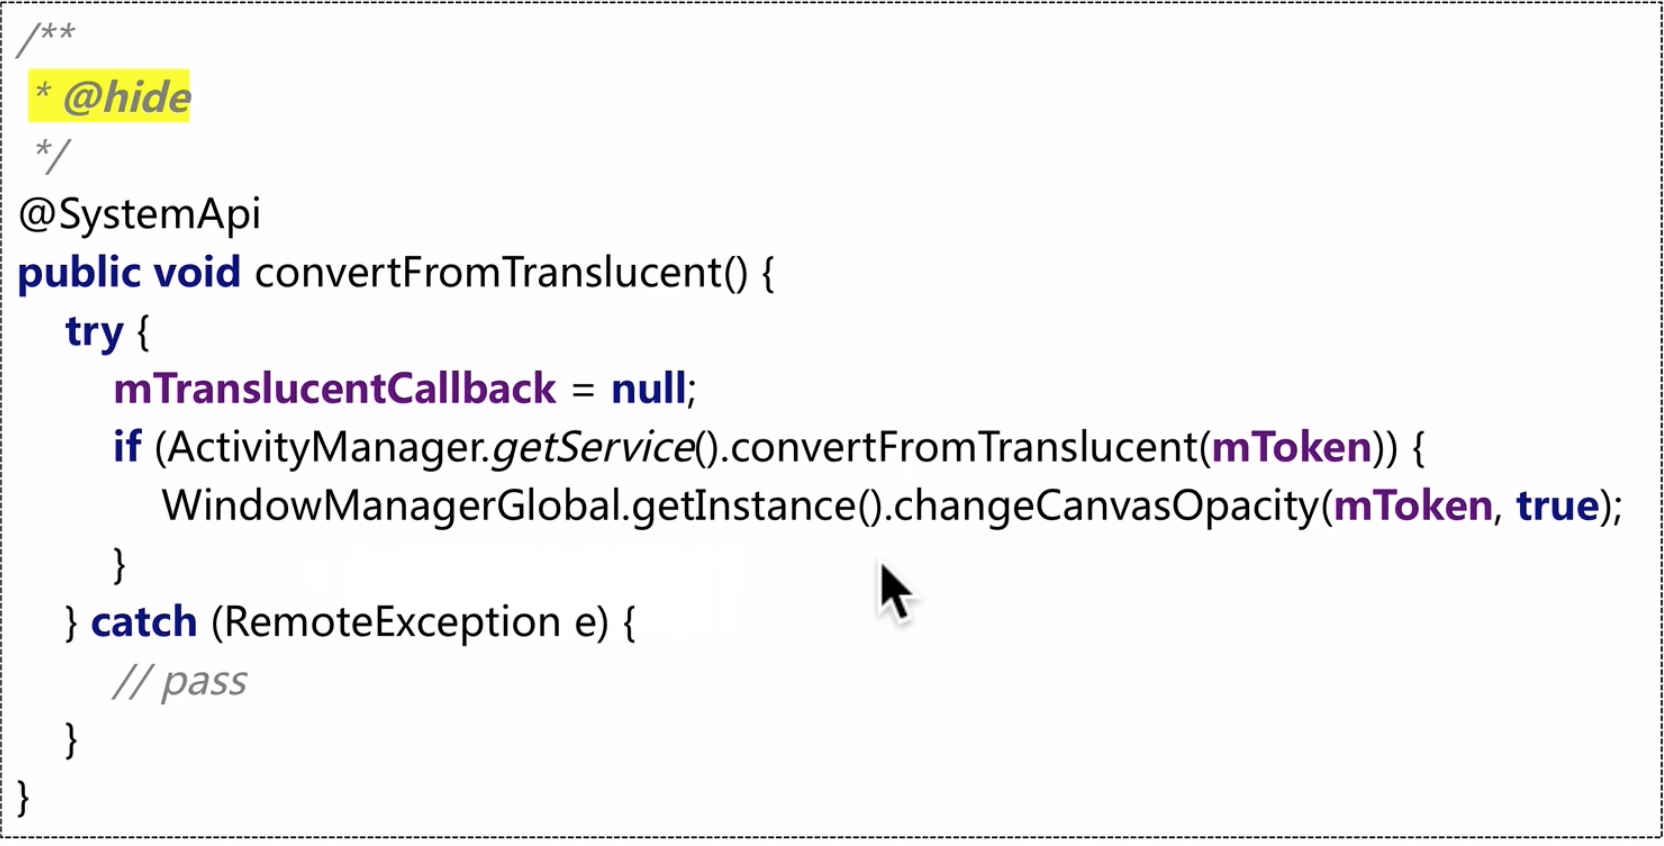 /**
 * @hide
 */
@SystemApi
public void convertFromTranslucent() {
    try {
        mTranslucentCallback = null;
        if (ActivityManager.getService().convertFromTranslucent(mToken)) {
            WindowManagerGlobal.getInstance().changeCanvasOpacity(mToken, true);
        }
    } catch (RemoteException e) {
        // pass
    }
}